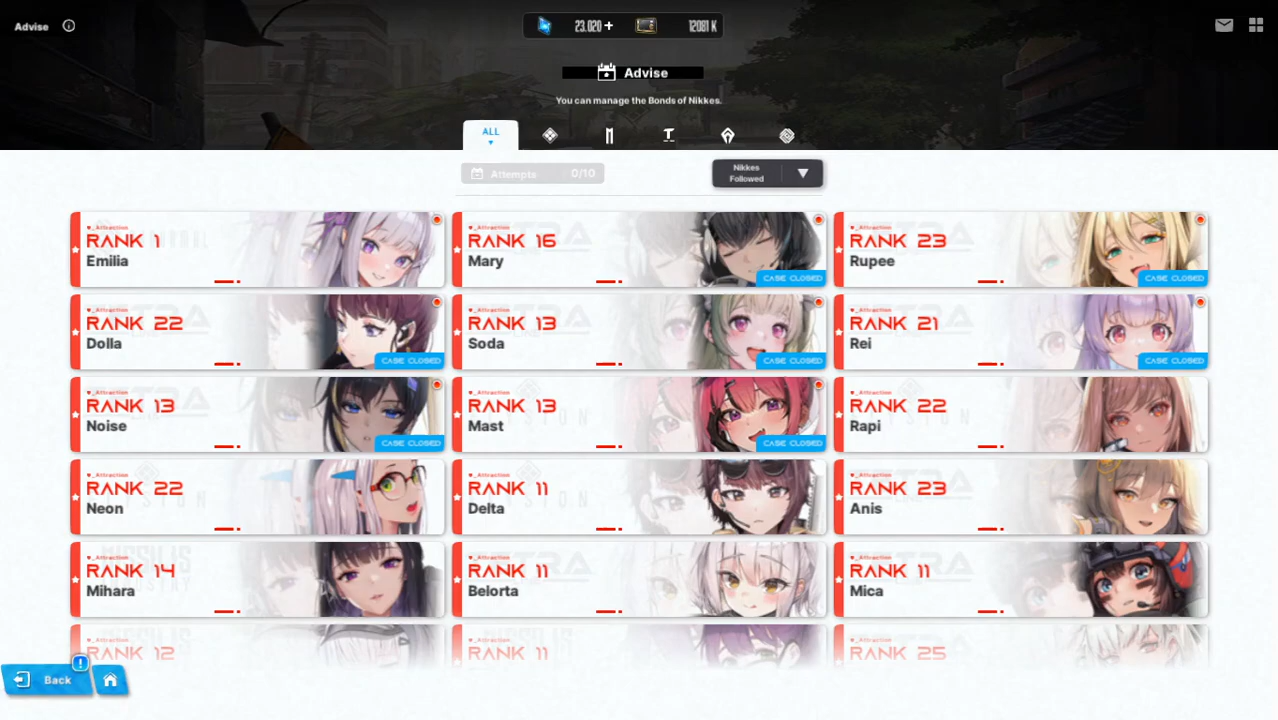 Advise
23,020 +
12081 K
Advise
You can manage the Bonds of Nikkes.
ALL
Attempts 0/10
Nikkes Followed
Attraction
RANK 1
Emilia
Attraction
RANK 16
Mary
CASE CLOSED
Attraction
RANK 23
Rupee
CASE CLOSED
Attraction
RANK 22
Dolla
CASE CLOSED
Attraction
RANK 13
Soda
CASE CLOSED
Attraction
RANK 21
Rei
CASE CLOSED
Attraction
RANK 13
Noise
CASE CLOSED
Attraction
RANK 13
Mast
CASE CLOSED
Attraction
RANK 22
Rapi
Attraction
RANK 22
Neon
Attraction
RANK 11
Delta
Attraction
RANK 23
Anis
Attraction
RANK 14
Mihara
Attraction
RANK 11
Belorta
Attraction
RANK 11
Mica
Attraction
RANK 12
Attraction
RANK 11
Attraction
RANK 25
Back